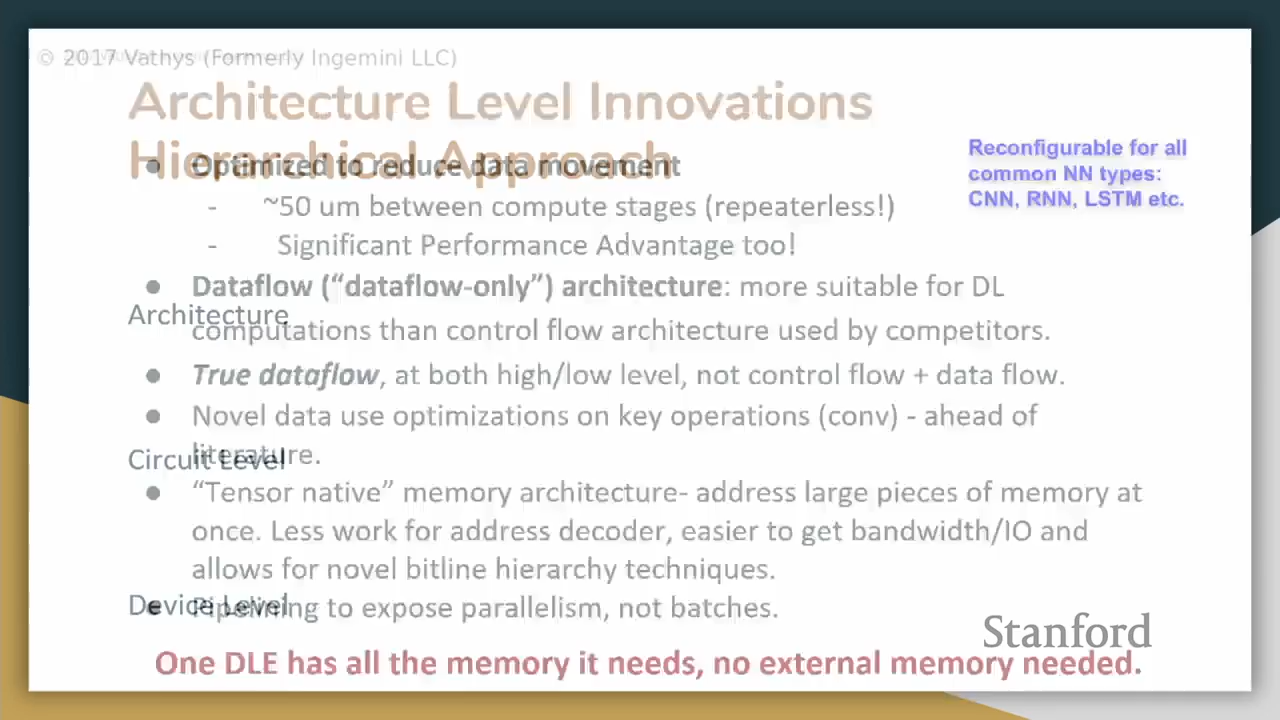 © 2017 Vathys (Formerly Ingemini LLC)
Architecture Level Innovations
Hierarchical Approach
● Optimized to reduce data movement
Reconfigurable for all
common NN types:
CNN, RNN, LSTM etc.
- ~50 um between compute stages (repeaterless!)
- Significant Performance Advantage too!
● Dataflow (“dataflow-only”) architecture: more suitable for DL
Architecture
computations than control flow architecture used by competitors.
● True dataflow, at both high/low level, not control flow + data flow.
● Novel data use optimizations on key operations (conv) - ahead of
literature.
Circuit Level
● “Tensor native” memory architecture- address large pieces of memory at
once. Less work for address decoder, easier to get bandwidth/IO and
allows for novel bitline hierarchy techniques.
Device Level
● Pipelining to expose parallelism, not batches.
Stanford
One DLE has all the memory it needs, no external memory needed.